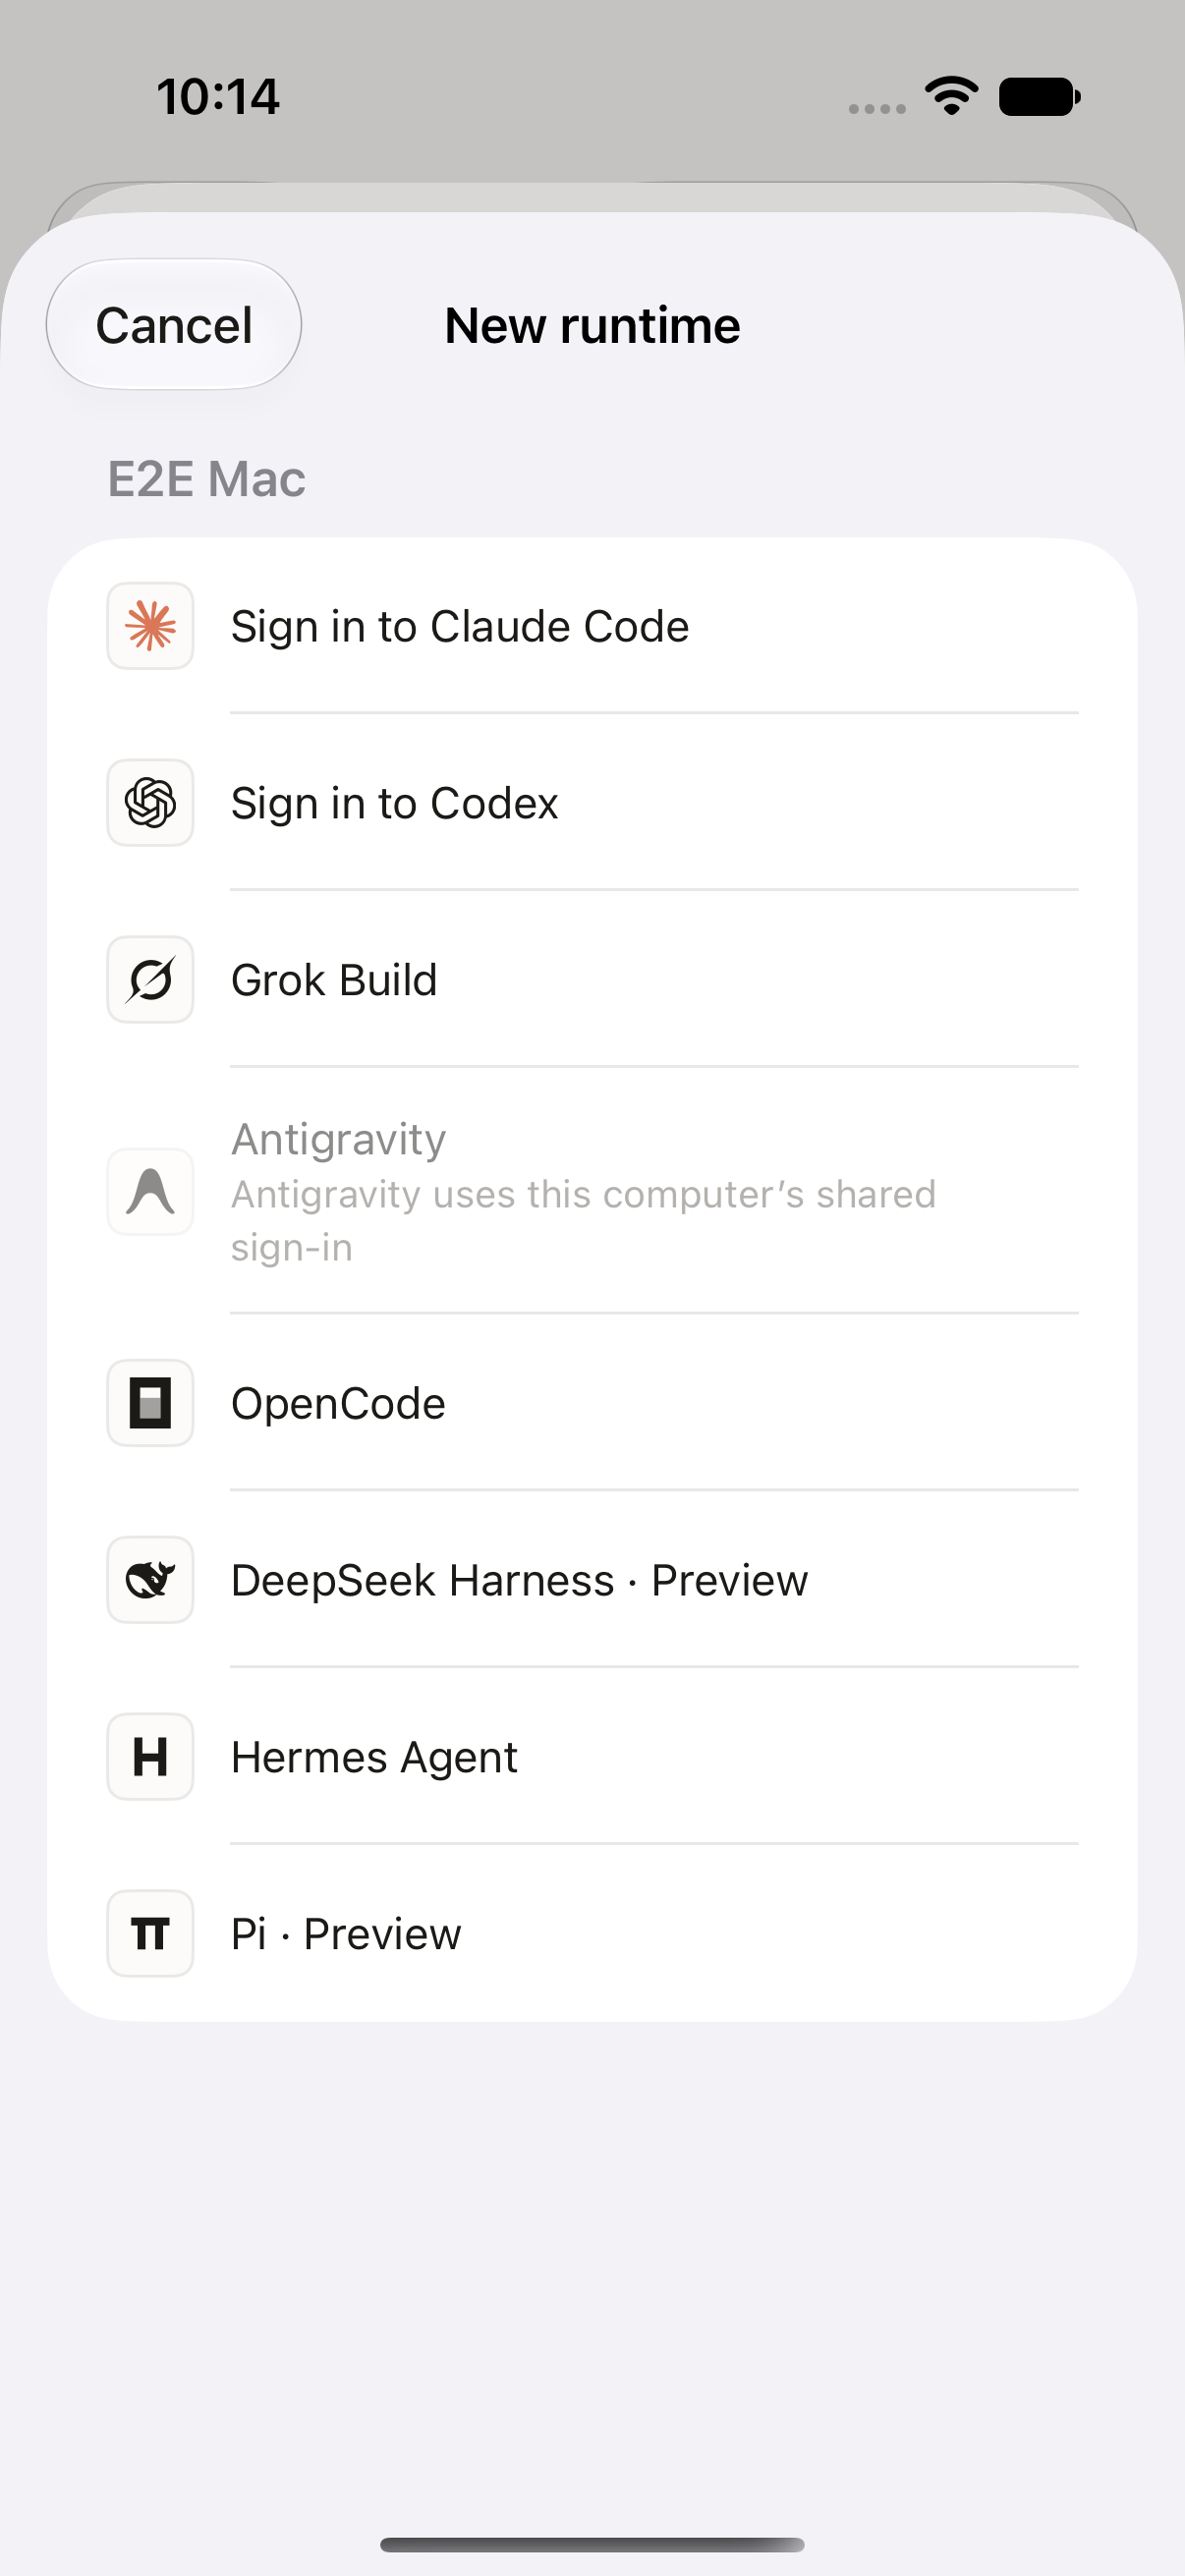 10:14
Cancel
New runtime
E2E Mac
Sign in to Claude Code
Sign in to Codex
Grok Build
Antigravity
Antigravity uses this computer’s shared
sign-in
OpenCode
DeepSeek Harness · Preview
H
Hermes Agent
Pi · Preview